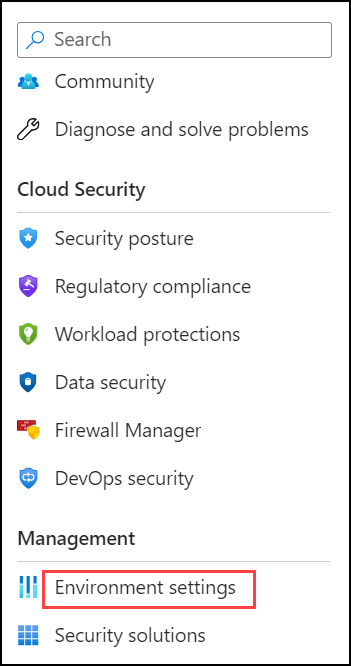 Search
Community
Diagnose and solve problems
Cloud Security
Security posture
Regulatory compliance
Workload protections
Data security
Firewall Manager
DevOps security
Management
Environment settings
Security solutions